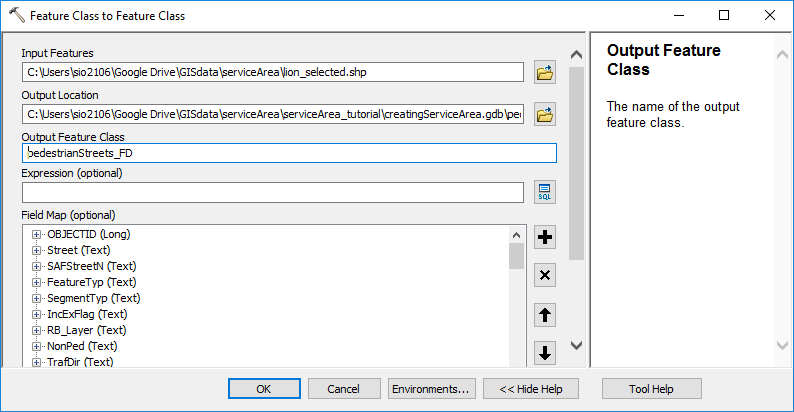 Feature Class to Feature Class
Input Features
C:\Users\sio2106\Google Drive\GISdata\serviceArea\lion_selected.shp
Output Location
C:\Users\sio2106\Google Drive\GISdata\serviceArea\serviceArea_tutorial\creatingServiceArea.gdb\pe
Output Feature Class
pedestrianStreets_FD
Expression (optional)
SQL
Field Map (optional)
OBJECTID (Long)
Street (Text)
SAFStreetN (Text)
FeatureTyp (Text)
SegmentTyp (Text)
IncExFlag (Text)
RB_Layer (Text)
NonPed (Text)
TrafDir (Text)
OK
Cancel
Environments...
<< Hide Help
Tool Help
Output Feature
Class
The name of the output
feature class.